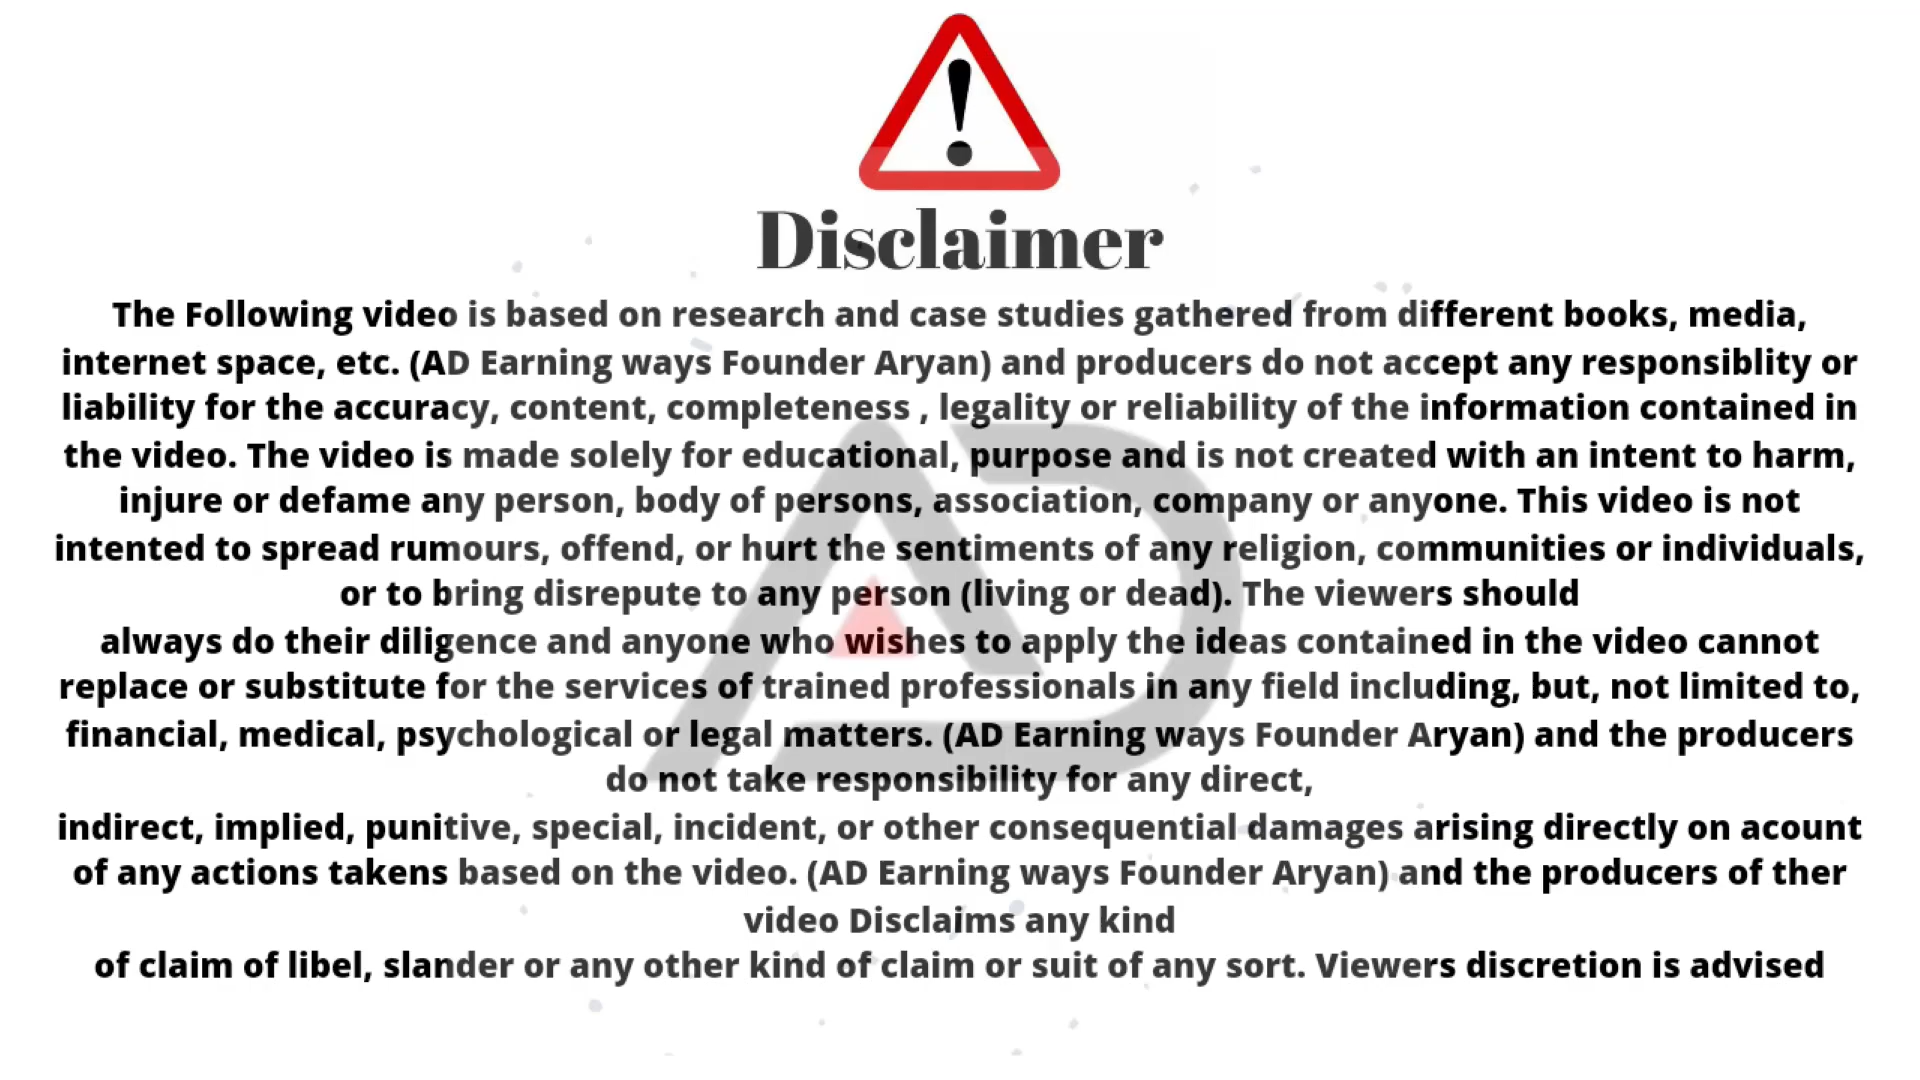 Disclaimer
The Following video is based on research and case studies gathered from different books, media,
internet space, etc. (AD Earning ways Founder Aryan) and producers do not accept any responsiblity or
liability for the accuracy, content, completeness , legality or reliability of the information contained in
the video. The video is made solely for educational, purpose and is not created with an intent to harm,
injure or defame any person, body of persons, association, company or anyone. This video is not
intented to spread rumours, offend, or hurt the sentiments of any religion, communities or individuals,
or to bring disrepute to any person (living or dead). The viewers should
always do their diligence and anyone who wishes to apply the ideas contained in the video cannot
replace or substitute for the services of trained professionals in any field including, but, not limited to,
financial, medical, psychological or legal matters. (AD Earning ways Founder Aryan) and the producers
do not take responsibility for any direct,
indirect, implied, punitive, special, incident, or other consequential damages arising directly on acount
of any actions takens based on the video. (AD Earning ways Founder Aryan) and the producers of ther
video Disclaims any kind
of claim of libel, slander or any other kind of claim or suit of any sort. Viewers discretion is advised
AD